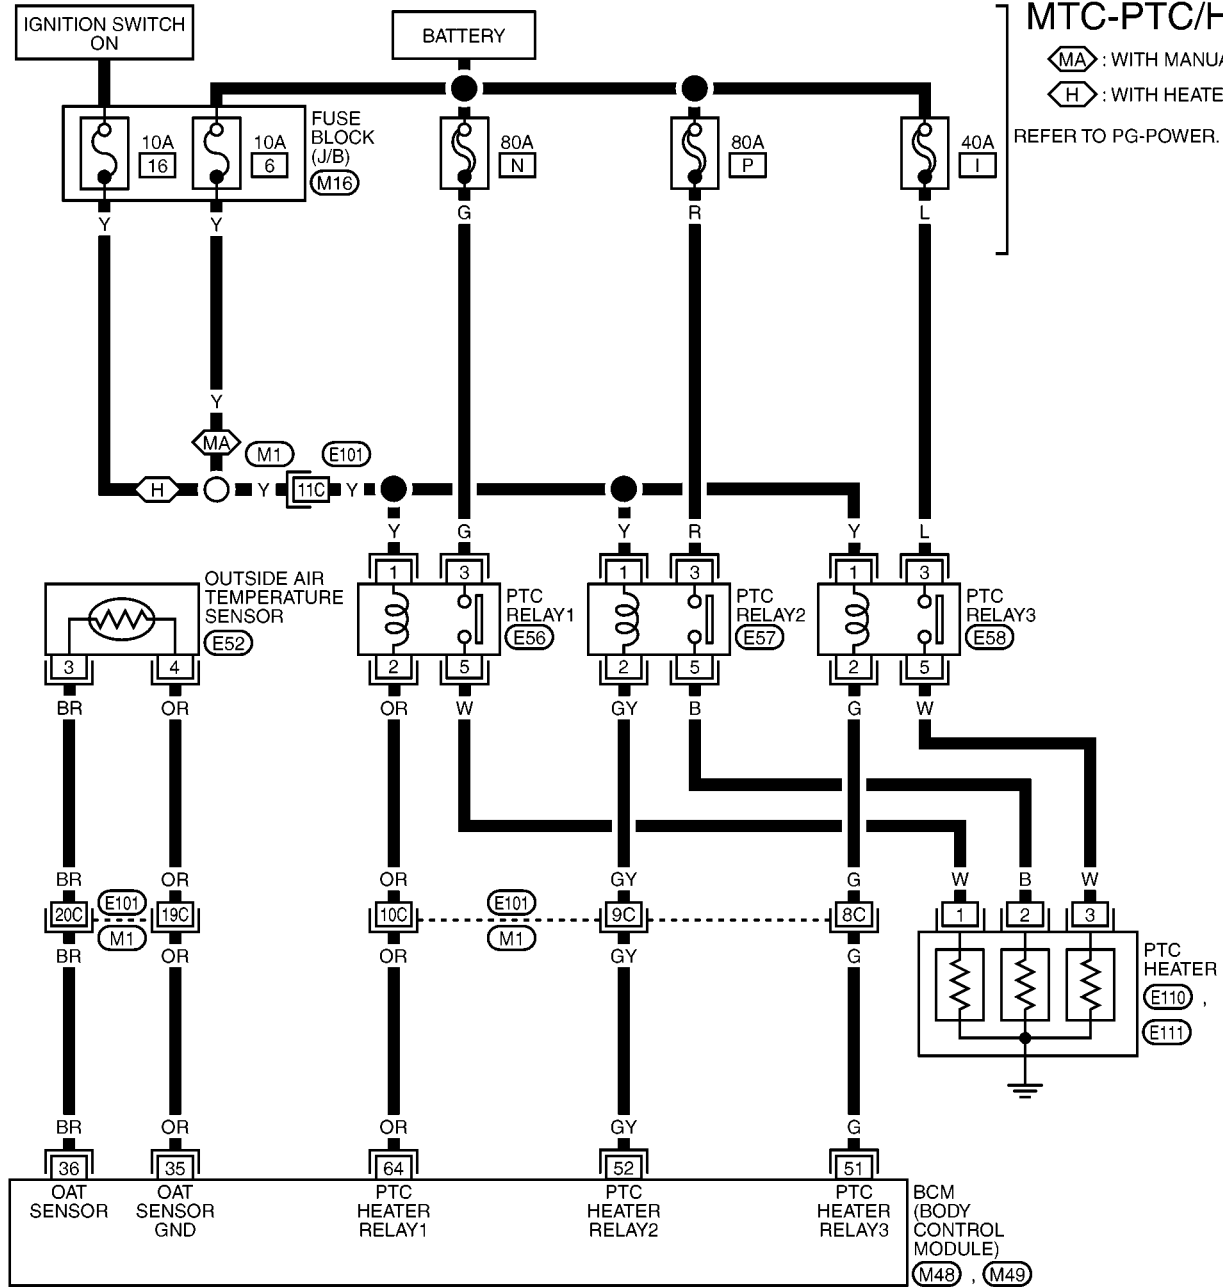 MTC-PTC/H
MA : WITH MANUA
H : WITH HEATE
REFER TO PG-POWER.
IGNITION SWITCH
ON
BATTERY
10A
16
10A
6
FUSE
BLOCK
(J/B)
M16
80A
N
80A
P
40A
I
Y
Y
G
R
L
Y
MA
M1
E101
H
Y
11C
Y
Y
G
Y
R
Y
L
1
3
1
3
1
3
OUTSIDE AIR
TEMPERATURE
SENSOR
E52
PTC
RELAY1
E56
PTC
RELAY2
E57
PTC
RELAY3
E58
3
4
2
5
2
5
2
5
BR
OR
OR
W
GY
B
G
W
BR
OR
OR
GY
G
W
B
W
20C
E101
M1
19C
10C
E101
M1
9C
8C
1
2
3
BR
OR
OR
GY
G
PTC
HEATER
E110 ,
E111
BR
OR
OR
GY
G
36
35
64
52
51
OAT
SENSOR
OAT
SENSOR
GND
PTC
HEATER
RELAY1
PTC
HEATER
RELAY2
PTC
HEATER
RELAY3
BCM
(BODY
CONTROL
MODULE)
M48 , M49